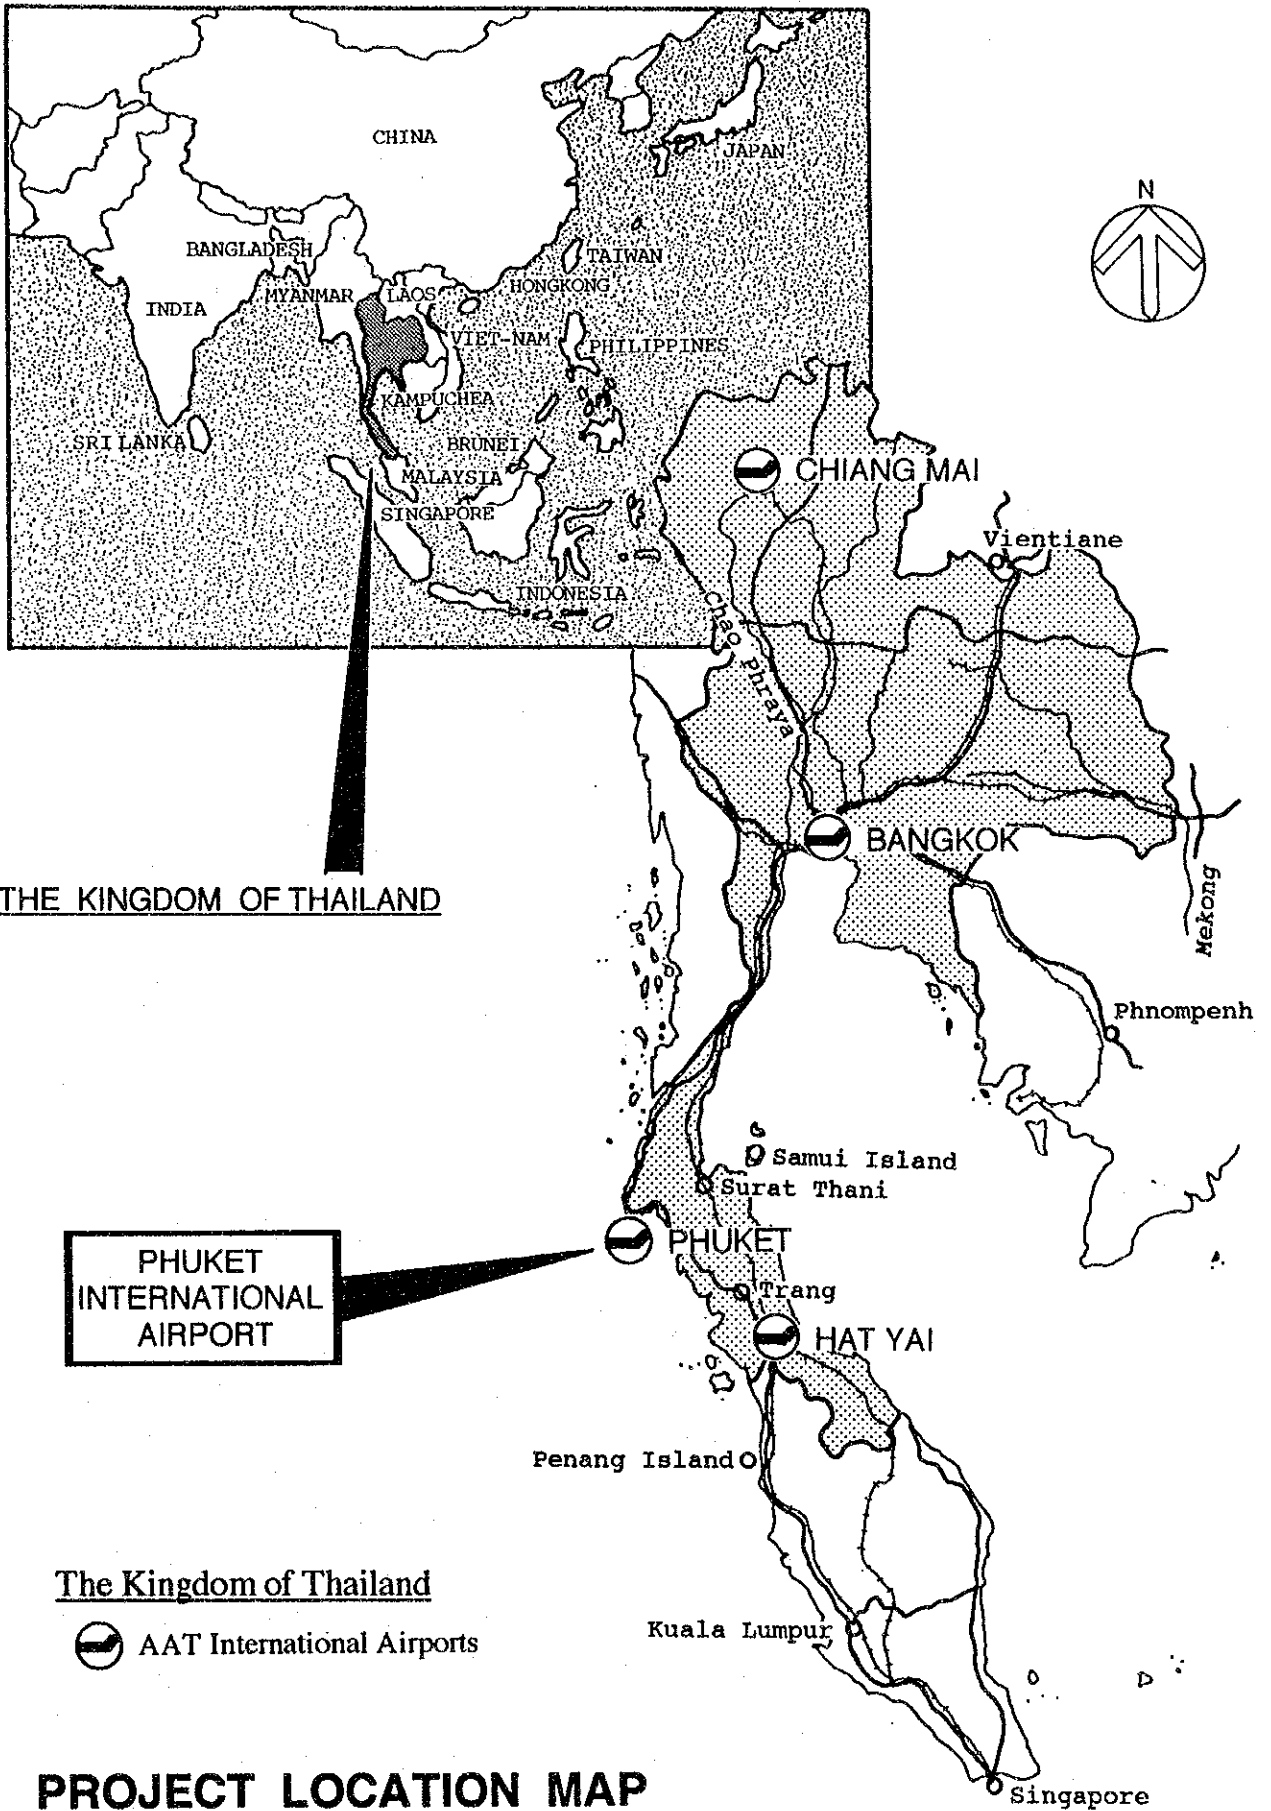 CHINA
JAPAN
BANGLADESH
TAIWAN
HONGKONG
INDIA
MYANMAR
LAOS
VIET-NAM
PHILIPPINES
KAMPUCHEA
SRI LANKA
BRUNEI
MALAYSIA
SINGAPORE
INDONESIA
N
THE KINGDOM OF THAILAND
CHIANG MAI
Vientiane
Chao Phraya
BANGKOK
Mekong
Phnompenh
Samui Island
Surat Thani
PHUKET
PHUKET
INTERNATIONAL
AIRPORT
Trang
HAT YAI
Penang Island
Kuala Lumpur
Singapore
The Kingdom of Thailand
AAT International Airports
PROJECT LOCATION MAP